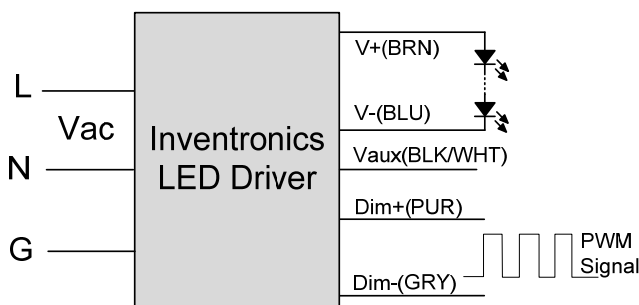 V+(BRN)
L
Vac
V-(BLU)
Inventronics
LED Driver
Vaux(BLK/WHT)
N
Dim+(PUR)
G
PWM
Signal
Dim-(GRY)